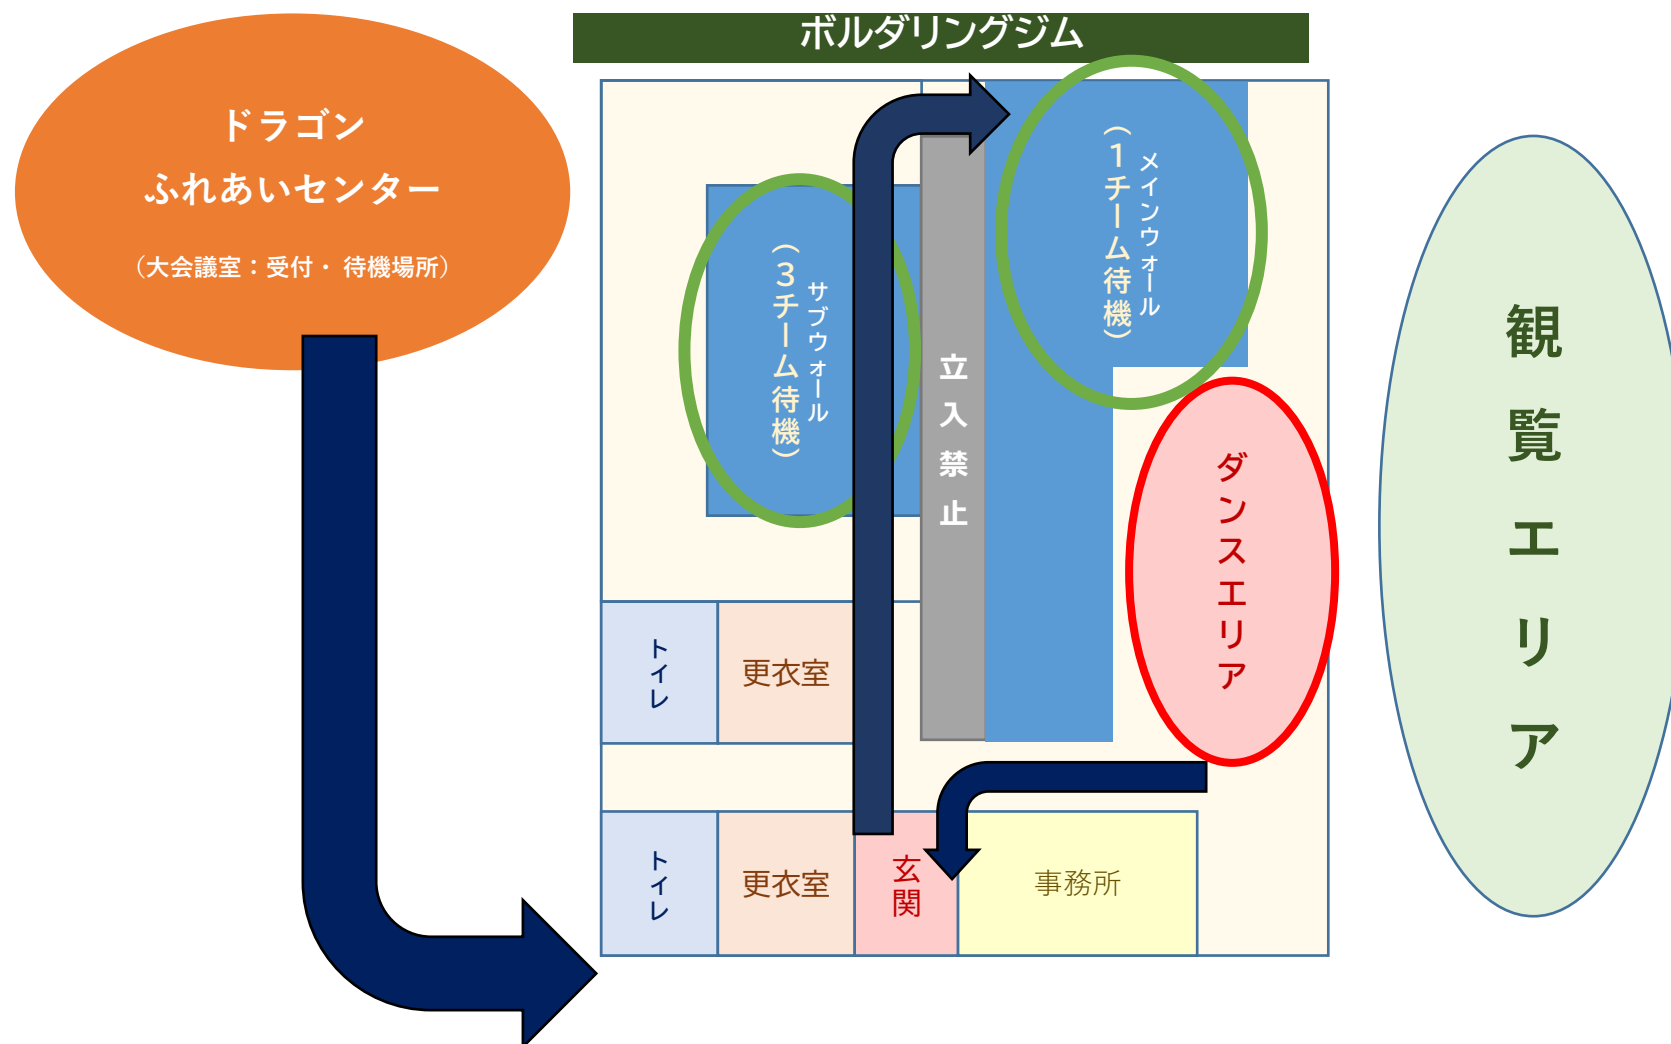 ボルダリングジム
ドラゴン
ふれあいセンター
（大会議室：受付・ 待機場所）
メインウォール
（１チーム待機）
サブウォール
（３チーム待機）
立入禁止
ダンスエリア
観覧エリア
トイレ
更衣室
トイレ
更衣室
玄関
事務所